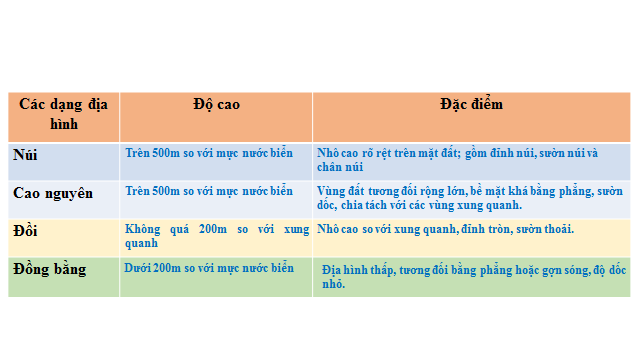 Các dạng địa hình
Độ cao
Đặc điểm
Núi
Trên 500m so với mực nước biển
Nhô cao rõ rệt trên mặt đất; gồm đỉnh núi, sườn núi và
chân núi
Cao nguyên
Trên 500m so với mực nước biển
Vùng đất tương đối rộng lớn, bề mặt khá bằng phẳng, sườn
dốc, chia tách với các vùng xung quanh.
Đồi
Không quá 200m so với xung
quanh
Nhô cao so với xung quanh, đỉnh tròn, sườn thoải.
Đồng bằng
Dưới 200m so với mực nước biển
Địa hình thấp, tương đối bằng phẳng hoặc gợn sóng, độ dốc
nhỏ.